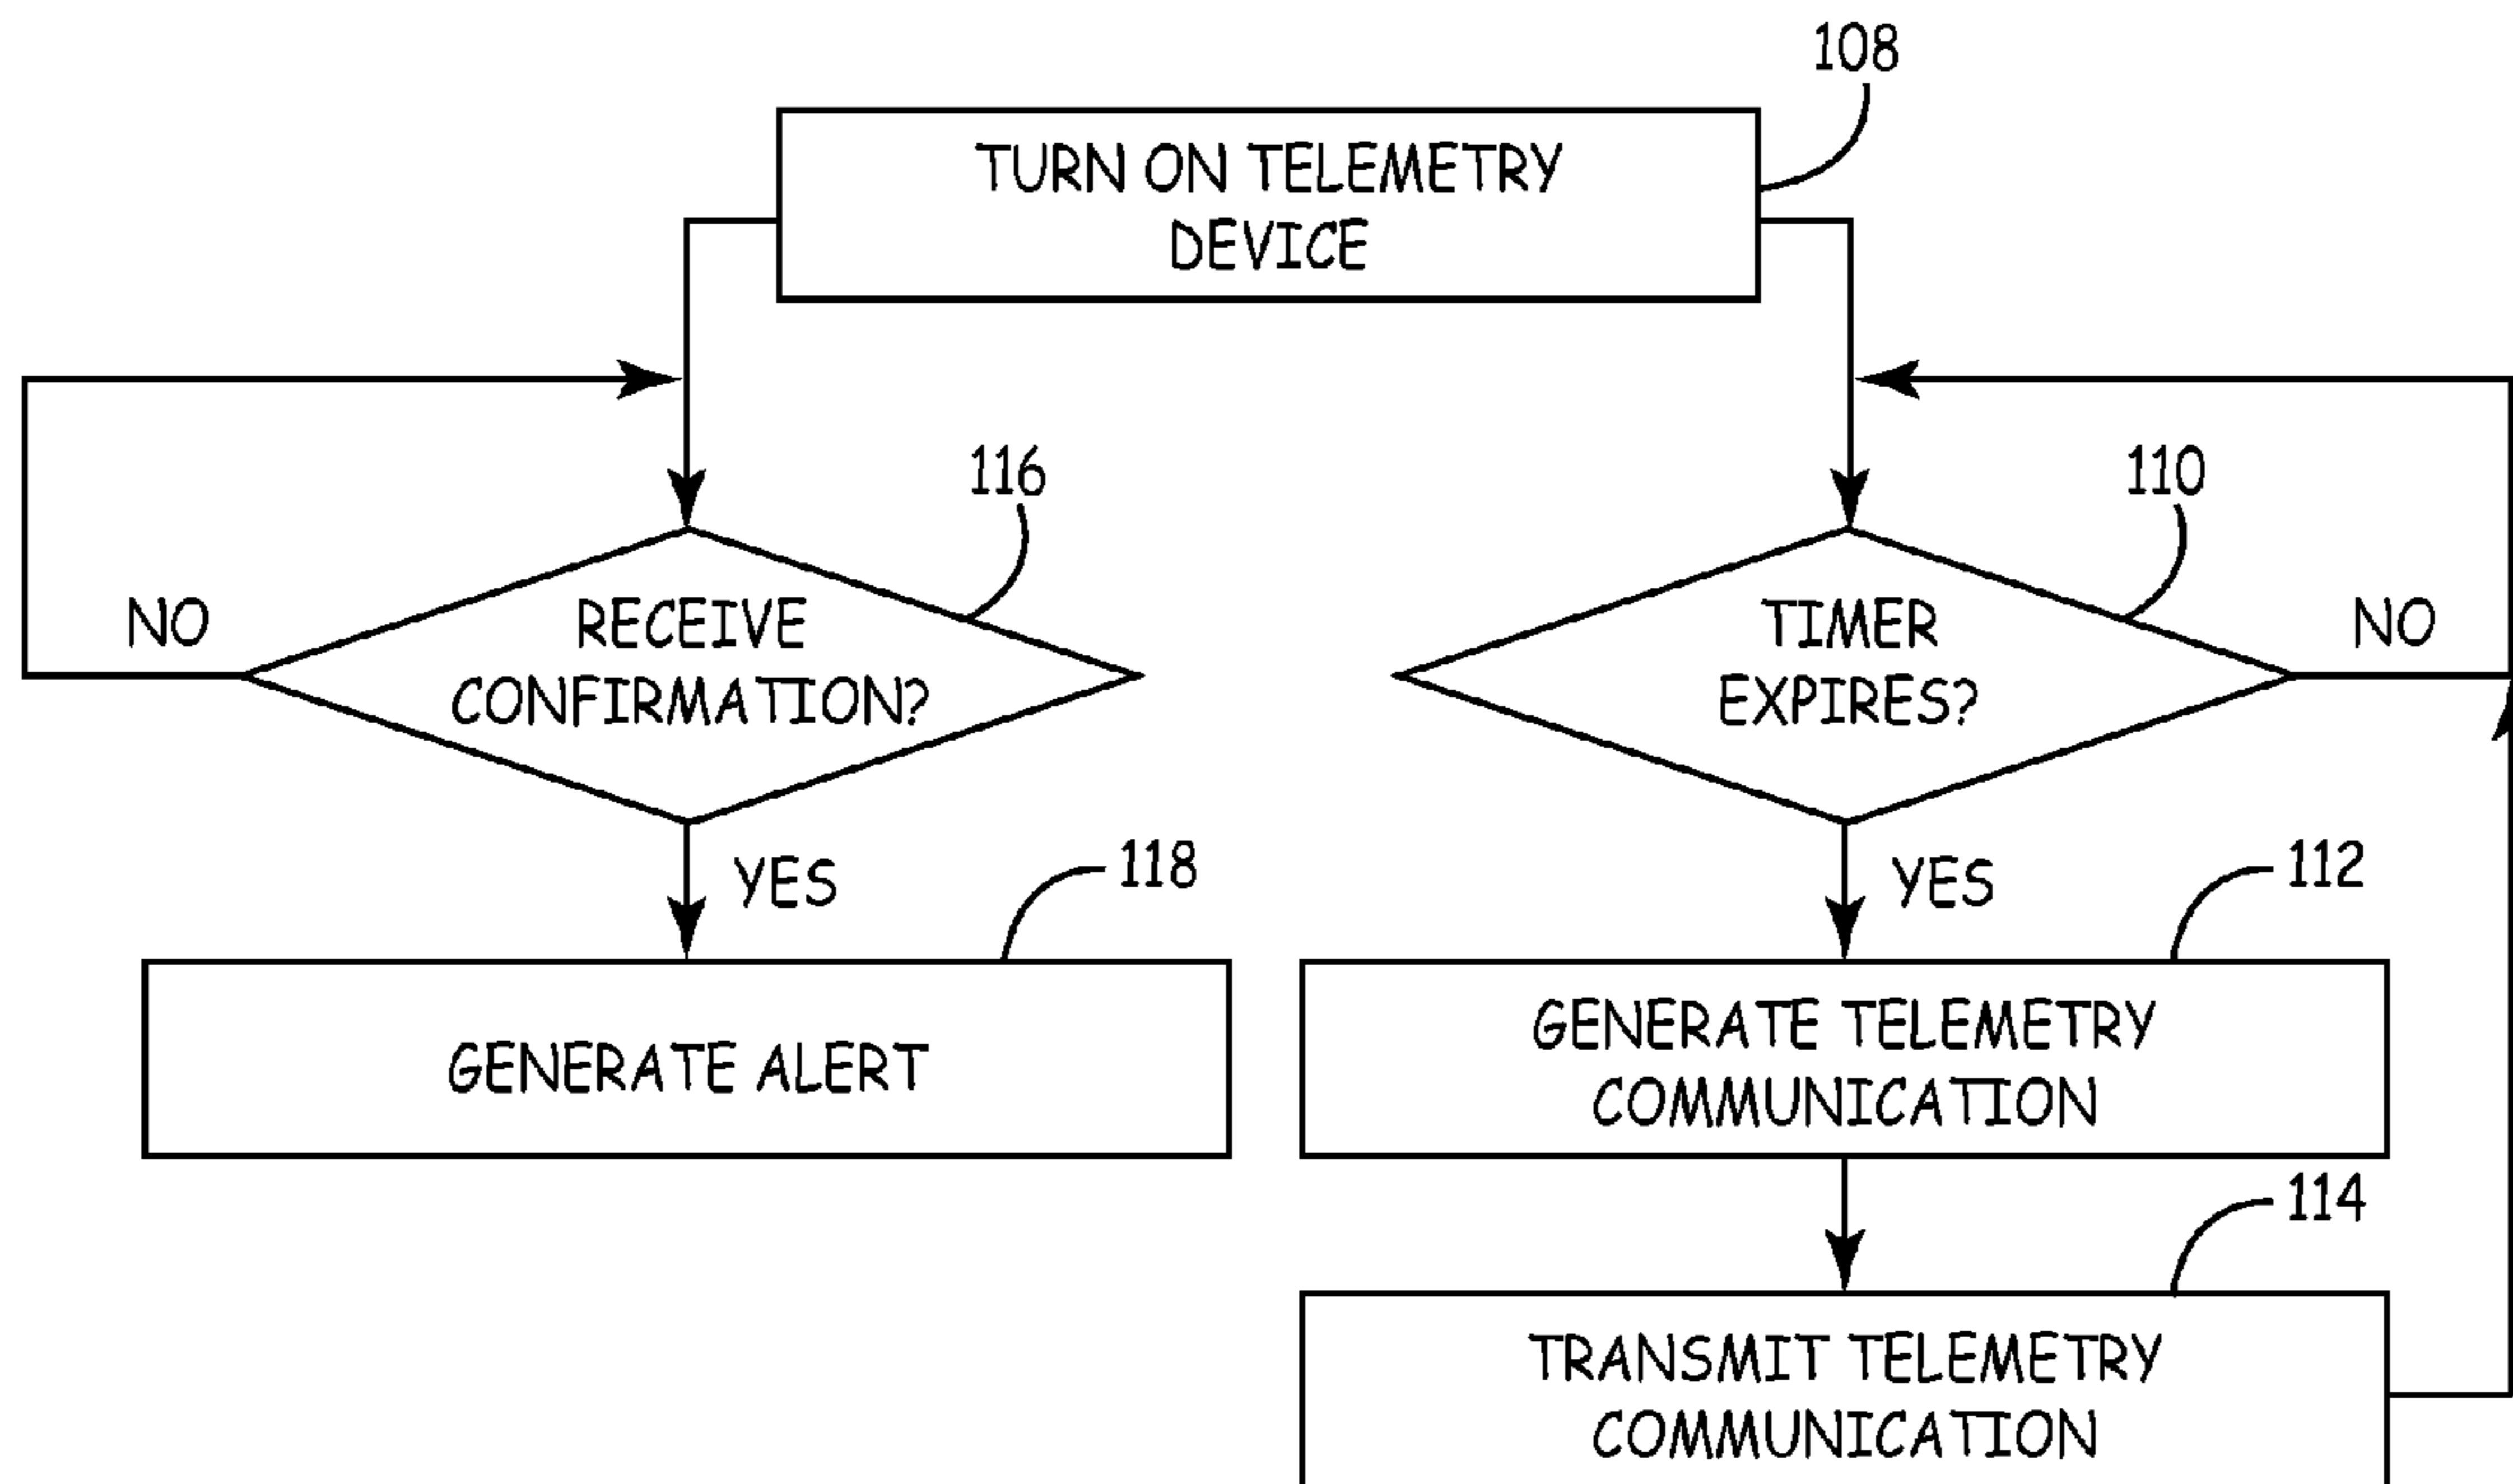 108
TURN ON TELEMETRY
DEVICE
116
110
NO
RECEIVE
CONFIRMATION?
TIMER
EXPIRES?
NO
YES
118
YES
112
GENERATE ALERT
GENERATE TELEMETRY
COMMUNICATION
114
TRANSMIT TELEMETRY
COMMUNICATION